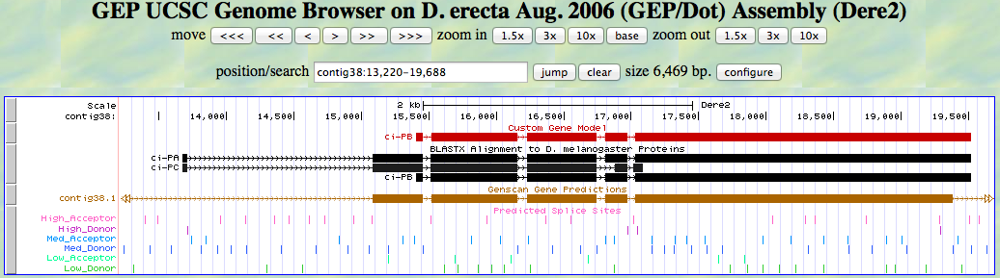 GEP UCSC Genome Browser on D. erecta Aug. 2006 (GEP/Dot) Assembly (Dere2)
move <<< << < > >> >>> zoom in 1.5x 3x 10x base zoom out 1.5x 3x 10x
position/search contig38:13,220-19,688 jump clear size 6,469 bp. configure
Scale 2 kb Dere2
contig38: 14,000 14,500 15,000 15,500 16,000 16,500 17,000 17,500 18,000 18,500 19,000 19,500
Custom Gene Model
ci-PB
BLASTX Alignment to D. melanogaster Proteins
ci-PA
ci-PC
ci-PB
Genscan Gene Predictions
contig38.1
Predicted Splice Sites
High_Acceptor
High_Donor
Med_Acceptor
Med_Donor
Low_Acceptor
Low_Donor